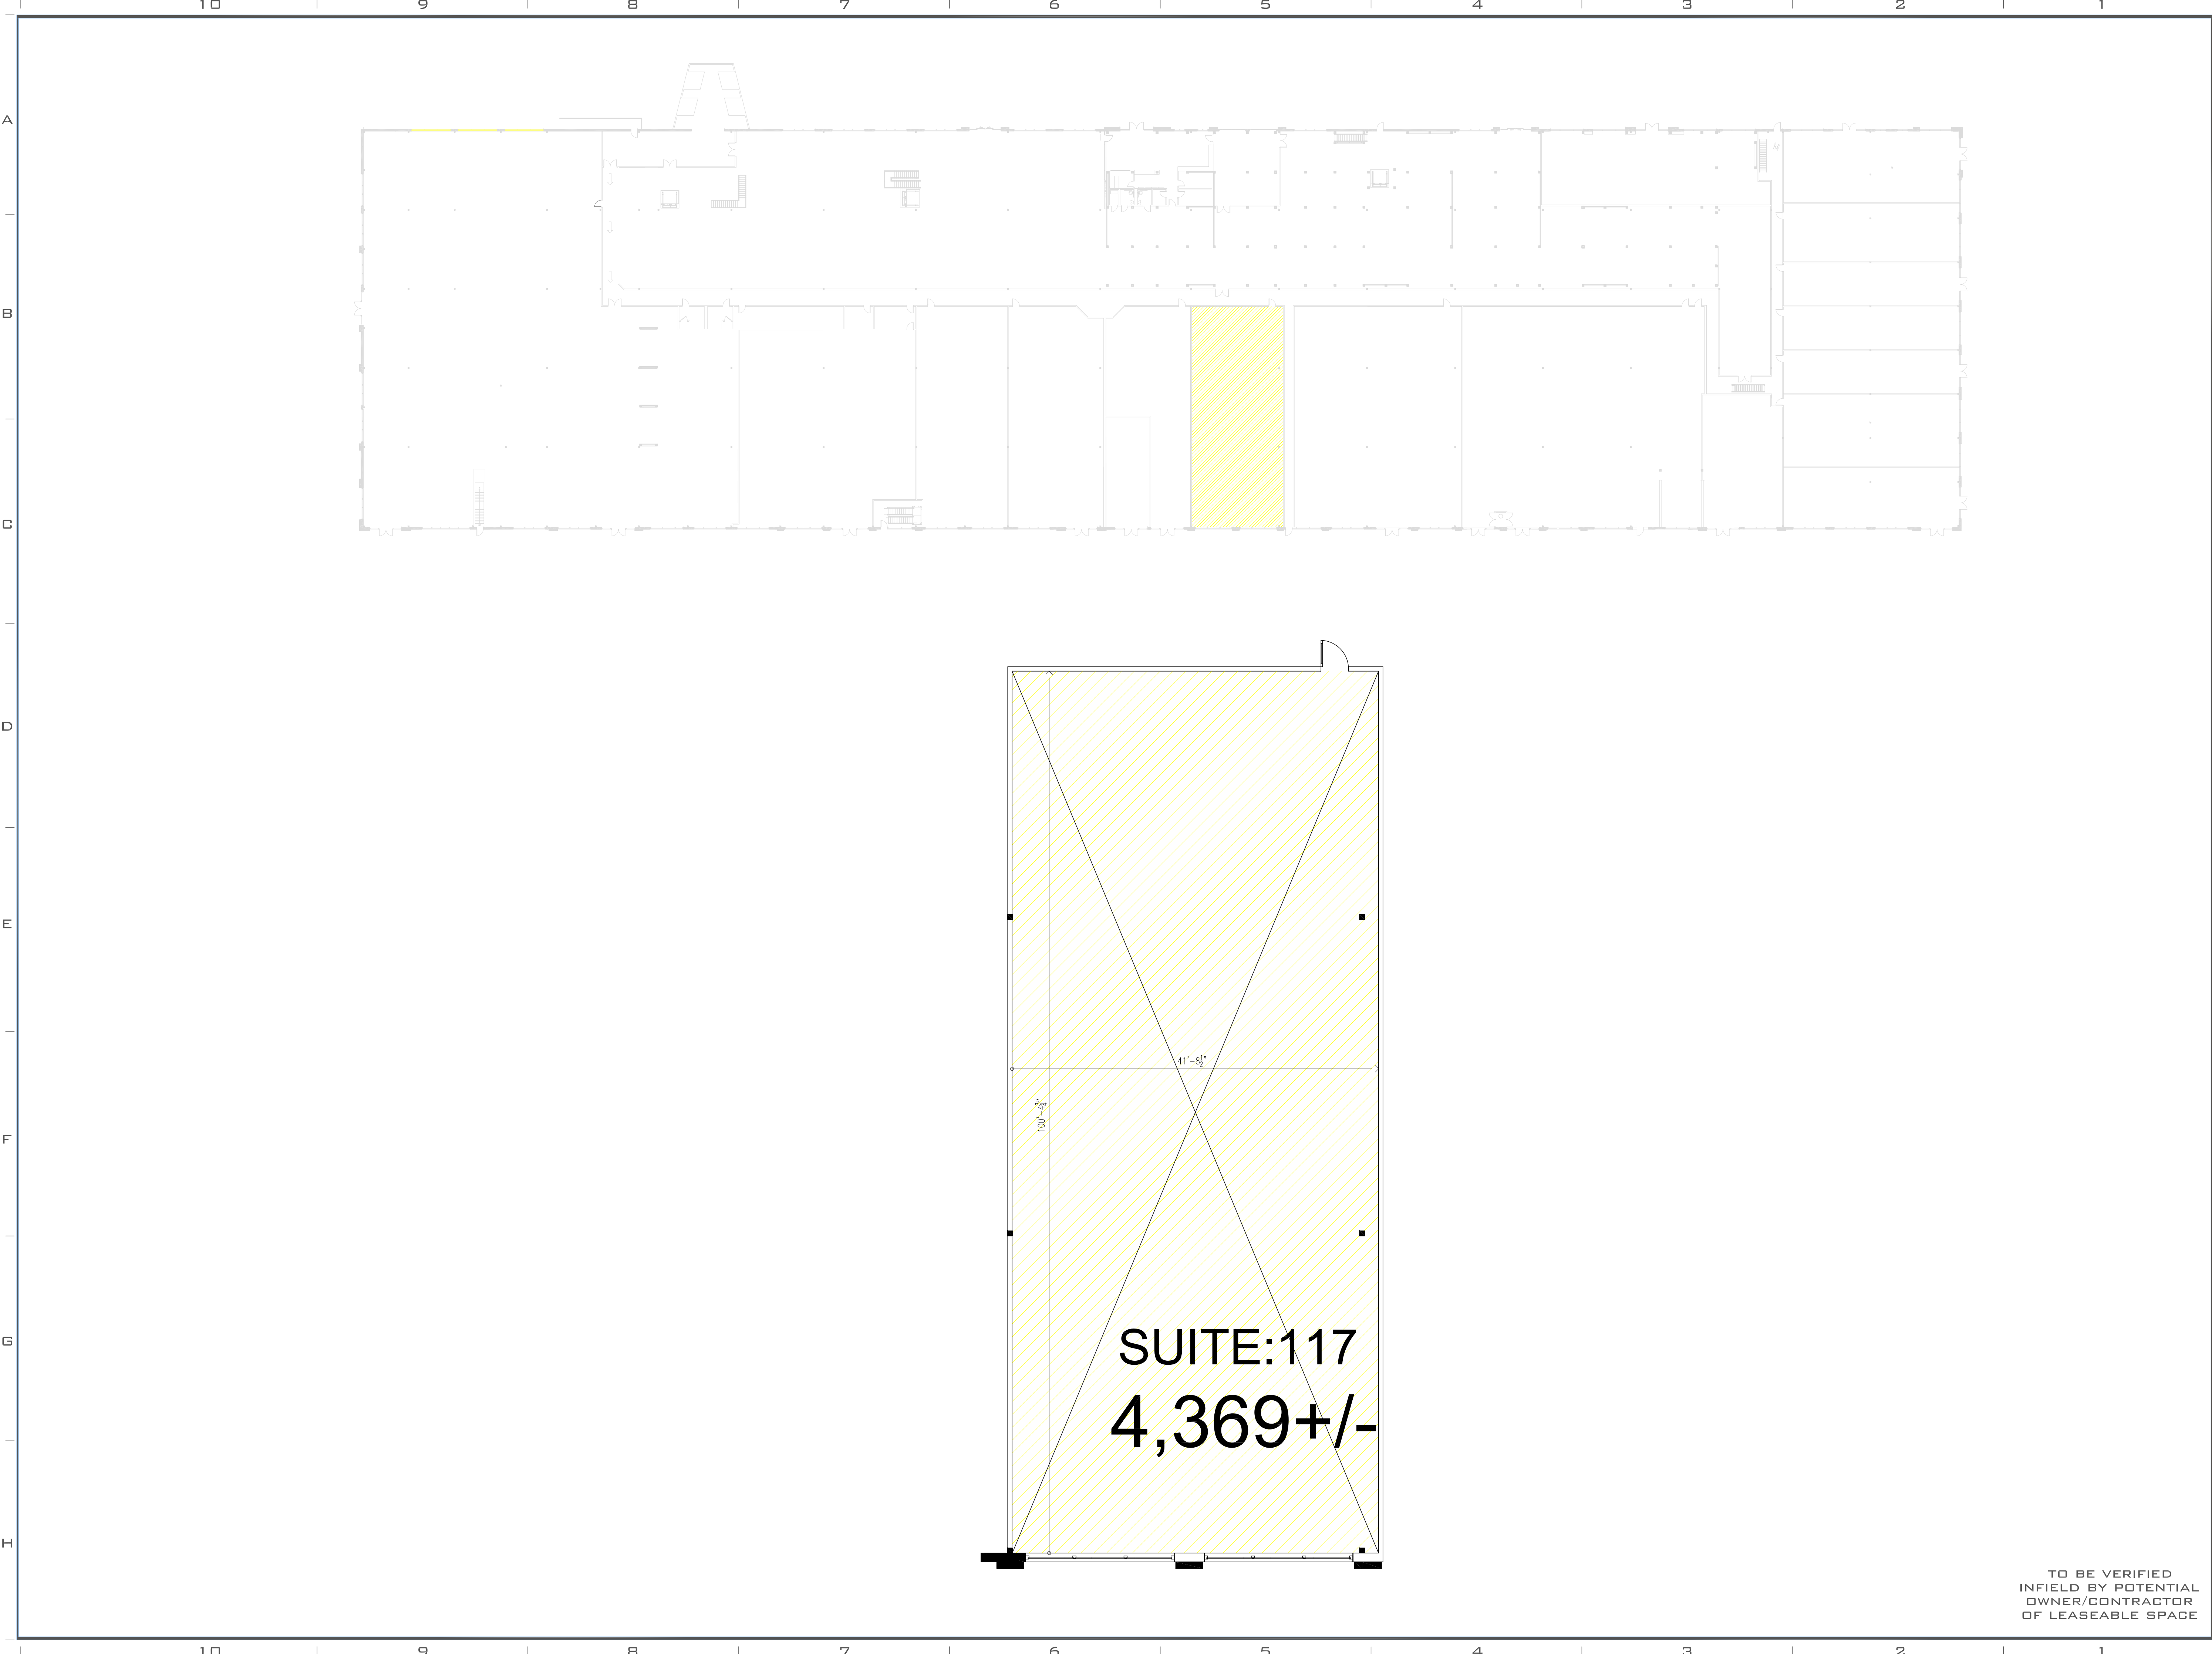 10 9 8 7 6 5 4 3 2 1
A
B
C
D
E
F
G
H
41'-8½"
100'-4¾"
SUITE:117
4,369+/-
TO BE VERIFIED
INFIELD BY POTENTIAL
OWNER/CONTRACTOR
OF LEASEABLE SPACE
10 9 8 7 6 5 4 3 2 1